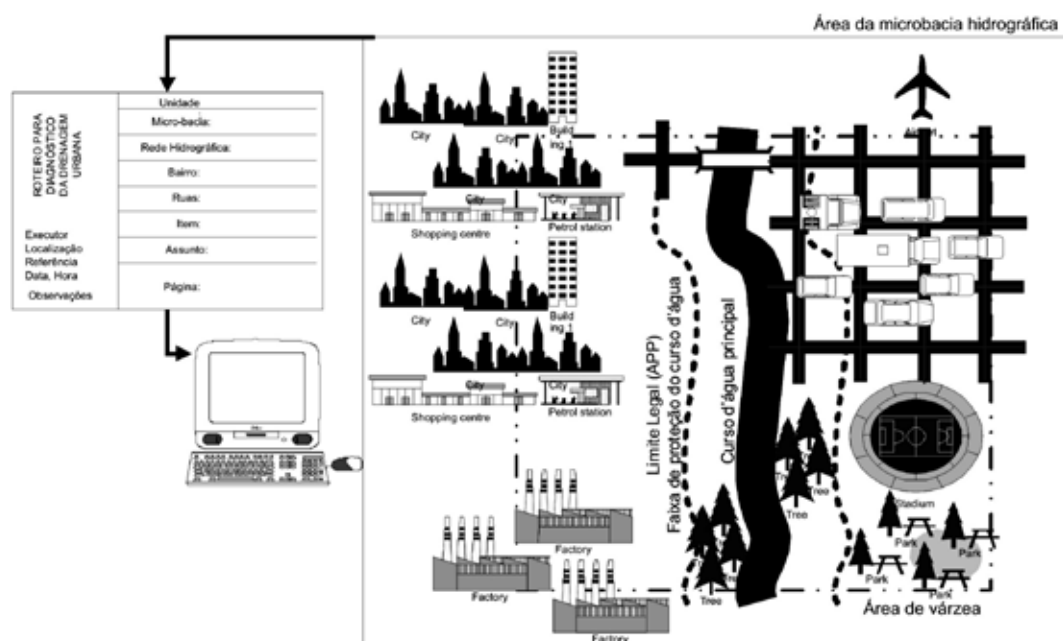 Área da microbacia hidrográfica
ROTEIRO PARA
DIAGNÓSTICO
DA DRENAGEM
URBANA
Executor
Localização
Referência
Data, Hora
Observações
Unidade
Micro-bacia:
Rede Hidrográfica:
Bairro:
Ruas:
Item:
Assunto:
Página:
City
City
Build
ing 1
City
City
Shopping centre
Petrol station
City
City
Build
ing 1
City
City
Shopping centre
Petrol station
Factory
Factory
Factory
Limite Legal (APP)
Faixa de proteção do curso d'água
Curso d'água principal
Airport
Tree
Tree
Tree
Tree
Stadium
Park
Park
Park
Park
Área de várzea